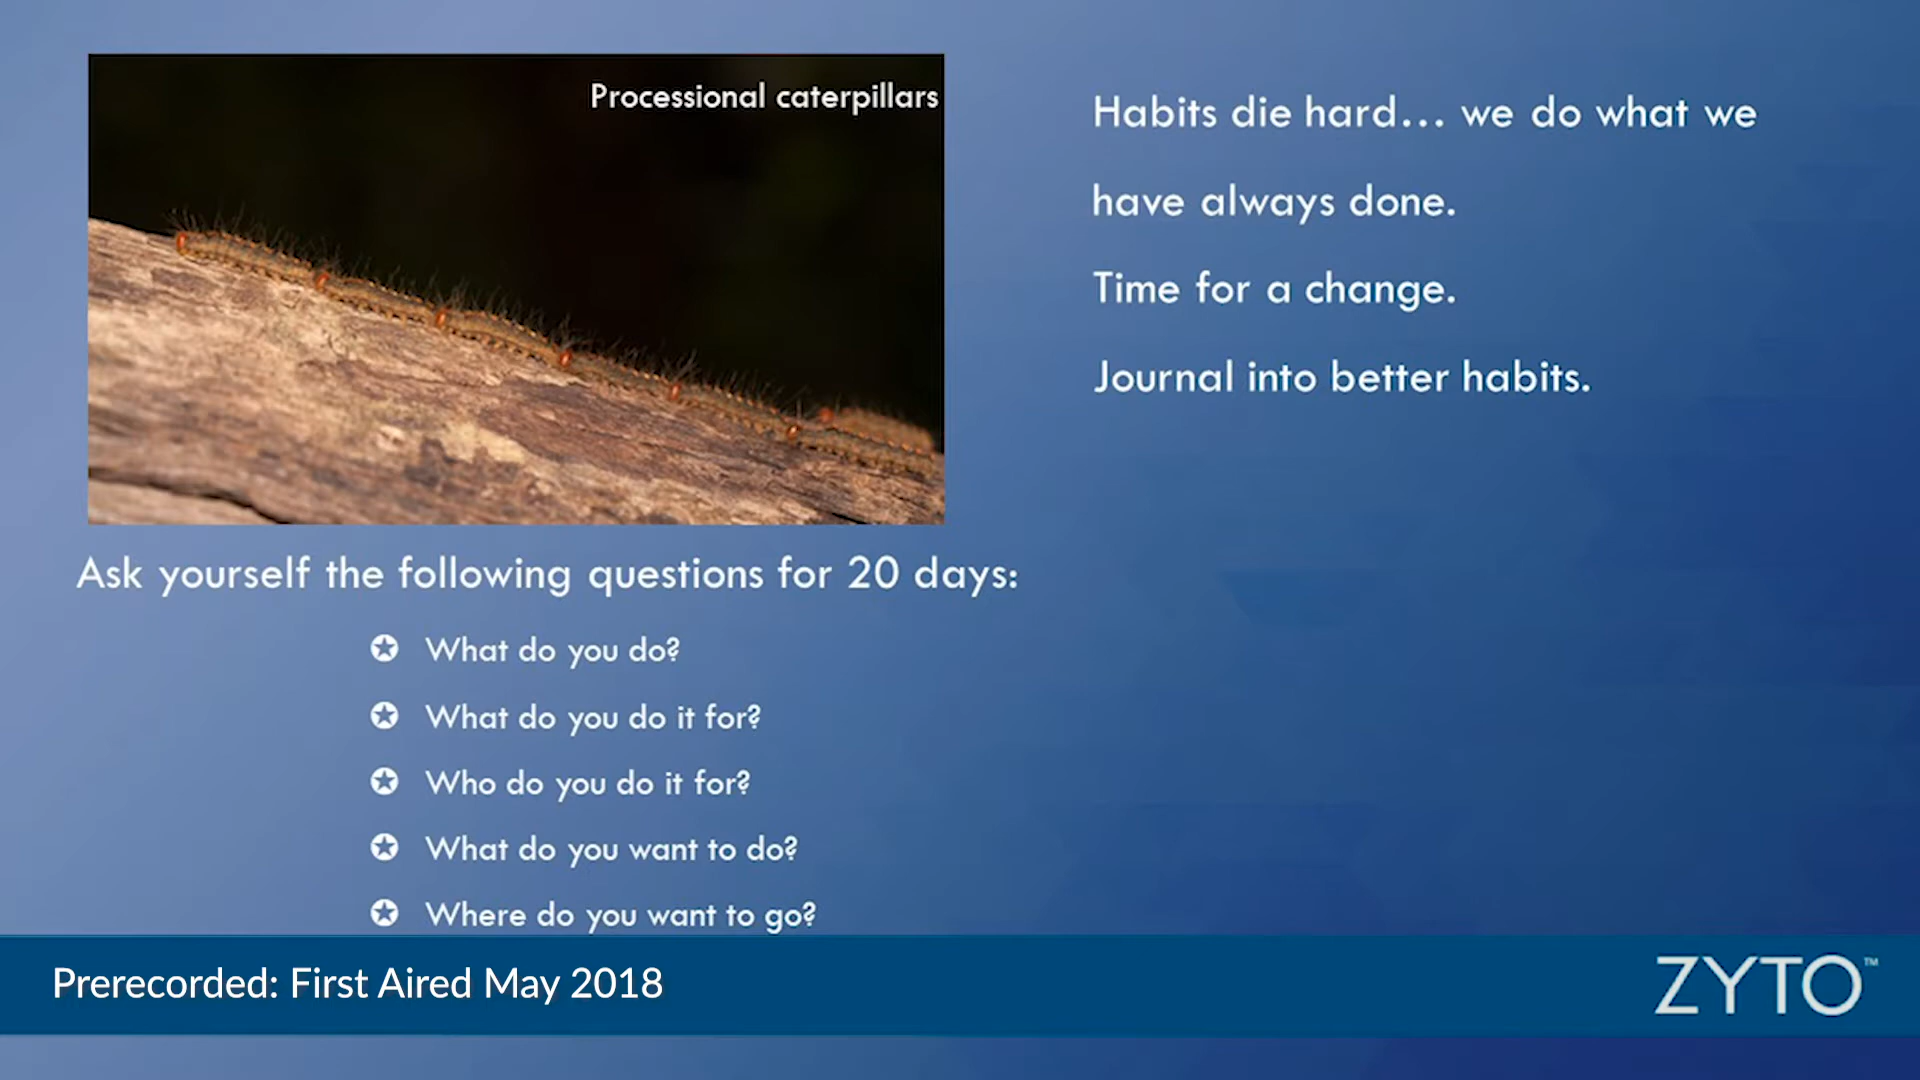 Processional caterpillars
Habits die hard... we do what we
have always done.
Time for a change.
Journal into better habits.
Ask yourself the following questions for 20 days:
What do you do?
What do you do it for?
Who do you do it for?
What do you want to do?
Where do you want to go?
Prerecorded: First Aired May 2018
ZYTO™